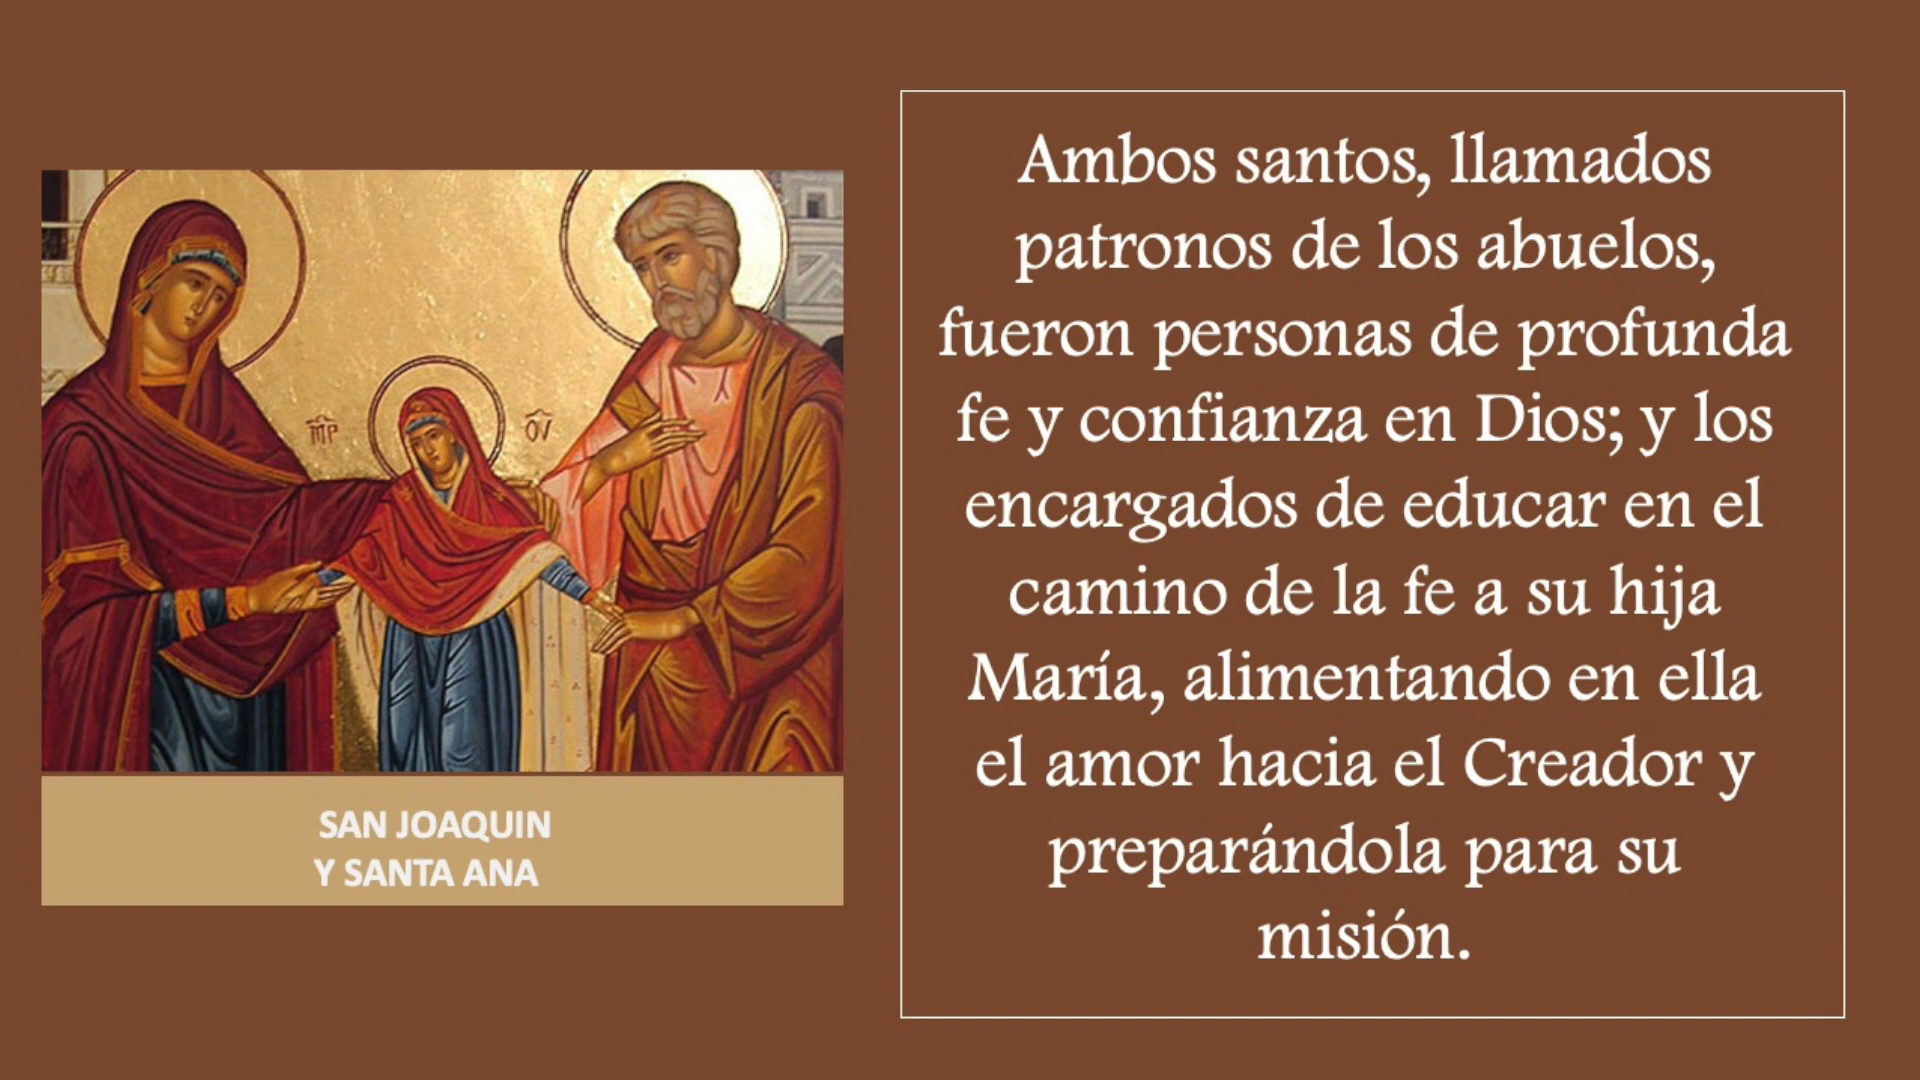 SAN JOAQUIN
Y SANTA ANA
Ambos santos, llamados
patronos de los abuelos,
fueron personas de profunda
fe y confianza en Dios; y los
encargados de educar en el
camino de la fe a su hija
María, alimentando en ella
el amor hacia el Creador y
preparándola para su
misión.